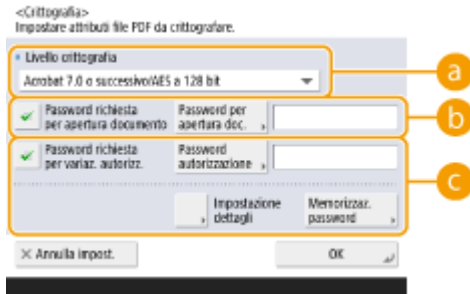 <Crittografia>
Impostare attributi file PDF da crittografare.
Livello crittografia
Acrobat 7.0 o successivo/AES a 128 bit
a
Password richiesta
per apertura documento
Password per
apertura doc.
b
Password richiesta
per variaz. autorizz.
Password
autorizzazione
c
Impostazione
dettagli
Memorizzaz.
password
Annulla impost.
OK